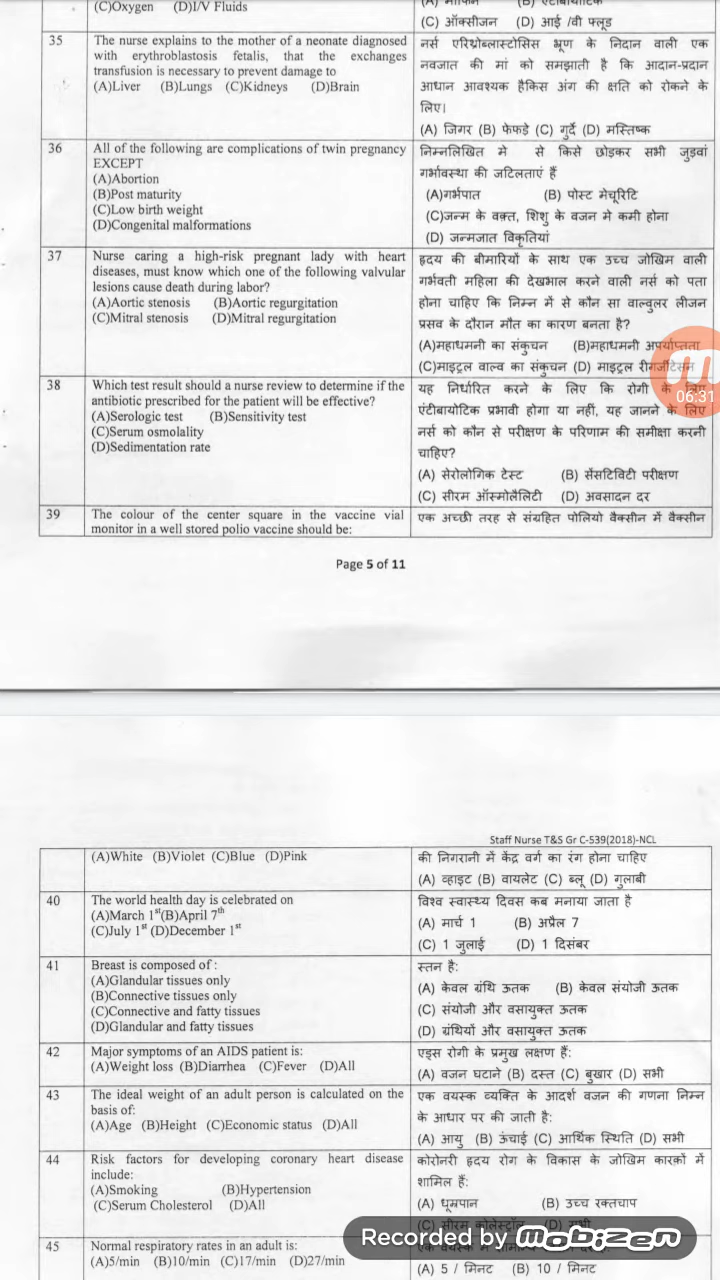 (C)Oxygen (D)I/V Fluids
(C) ऑक्सीजन (D) आई /वी फ्लूड
35 The nurse explains to the mother of a neonate diagnosed
with erythroblastosis fetalis, that the exchanges
transfusion is necessary to prevent damage to
(A)Liver (B)Lungs (C)Kidneys (D)Brain
नर्स एरिथ्रोब्लास्टोसिस भ्रूण के निदान वाली एक
नवजात की मां को समझाती है कि आदान-प्रदान
आधान आवश्यक हैकिस अंग की क्षति को रोकने के
लिए।
(A) जिगर (B) फेफड़े (C) गुर्दे (D) मस्तिष्क
36 All of the following are complications of twin pregnancy
EXCEPT
(A)Abortion
(B)Post maturity
(C)Low birth weight
(D)Congenital malformations
निम्नलिखित मे से किसे छोड़कर सभी जुड़वां
गर्भावस्था की जटिलताएं हैं
(A)गर्भपात (B) पोस्ट मेचूरिटि
(C)जन्म के वक़्त, शिशु के वजन मे कमी होना
(D) जन्मजात विकृतियां
37 Nurse caring a high-risk pregnant lady with heart
diseases, must know which one of the following valvular
lesions cause death during labor?
(A)Aortic stenosis (B)Aortic regurgitation
(C)Mitral stenosis (D)Mitral regurgitation
हृदय की बीमारियों के साथ एक उच्च जोखिम वाली
गर्भवती महिला की देखभाल करने वाली नर्स को पता
होना चाहिए कि निम्न में से कौन सा वाल्वुलर लीजन
प्रसव के दौरान मौत का कारण बनता है?
(A)महाधमनी का संकुचन (B)महाधमनी अपर्याप्तता
(C)माइट्रल वाल्व का संकुचन (D) माइट्रल रीगर्जीटेसन
38 Which test result should a nurse review to determine if the
antibiotic prescribed for the patient will be effective?
(A)Serologic test (B)Sensitivity test
(C)Serum osmolality
(D)Sedimentation rate
यह निर्धारित करने के लिए कि रोगी के लिए
एंटीबायोटिक प्रभावी होगा या नहीं, यह जानने के लिए
नर्स को कौन से परीक्षण के परिणाम की समीक्षा करनी
चाहिए?
(A) सेरोलोगिक टेस्ट (B) सेंसटिविटी परीक्षण
(C) सीरम ऑस्मोलैलिटी (D) अवसादन दर
06:31
39 The colour of the center square in the vaccine vial
monitor in a well stored polio vaccine should be:
एक अच्छी तरह से संग्रहित पोलियो वैक्सीन में वैक्सीन
Page 5 of 11
Staff Nurse T&S Gr C-539(2018)-NCL
(A)White (B)Violet (C)Blue (D)Pink
की निगरानी में केंद्र वर्ग का रंग होना चाहिए
(A) व्हाइट (B) वायलेट (C) ब्लू (D) गुलाबी
40 The world health day is celebrated on
(A)March 1st(B)April 7th
(C)July 1st (D)December 1st
विश्व स्वास्थ्य दिवस कब मनाया जाता है
(A) मार्च 1 (B) अप्रैल 7
(C) 1 जुलाई (D) 1 दिसंबर
41 Breast is composed of :
(A)Glandular tissues only
(B)Connective tissues only
(C)Connective and fatty tissues
(D)Glandular and fatty tissues
स्तन है:
(A) केवल ग्रंथि ऊतक (B) केवल संयोजी ऊतक
(C) संयोजी और वसायुक्त ऊतक
(D) ग्रंथियों और वसायुक्त ऊतक
42 Major symptoms of an AIDS patient is:
(A)Weight loss (B)Diarrhea (C)Fever (D)All
एड्स रोगी के प्रमुख लक्षण हैं:
(A) वजन घटाने (B) दस्त (C) बुखार (D) सभी
43 The ideal weight of an adult person is calculated on the
basis of:
(A)Age (B)Height (C)Economic status (D)All
एक वयस्क व्यक्ति के आदर्श वजन की गणना निम्न
के आधार पर की जाती है:
(A) आयु (B) ऊंचाई (C) आर्थिक स्थिति (D) सभी
44 Risk factors for developing coronary heart disease
include:
(A)Smoking (B)Hypertension
(C)Serum Cholesterol (D)All
कोरोनरी हृदय रोग के विकास के जोखिम कारकों में
शामिल हैं:
(A) धूम्रपान (B) उच्च रक्तचाप
(C) सीरम कोलेस्ट्रॉल (D) सभी
Recorded by mobizen
45 Normal respiratory rates in an adult is:
(A)5/min (B)10/min (C)17/min (D)27/min
(A) 5 / मिनट (B) 10 / मिनट